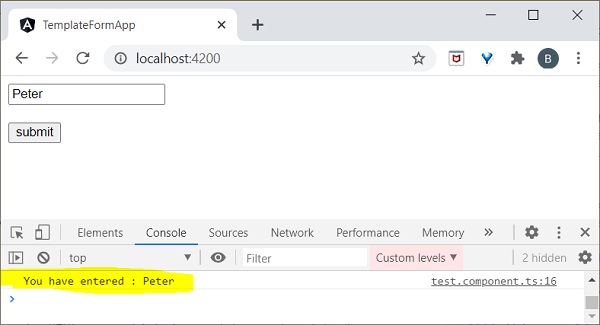 TemplateFormApp
localhost:4200
B
Peter
submit
Elements Console Sources Network Performance Memory
top Filter Custom levels 2 hidden
You have entered : Peter test.component.ts:16